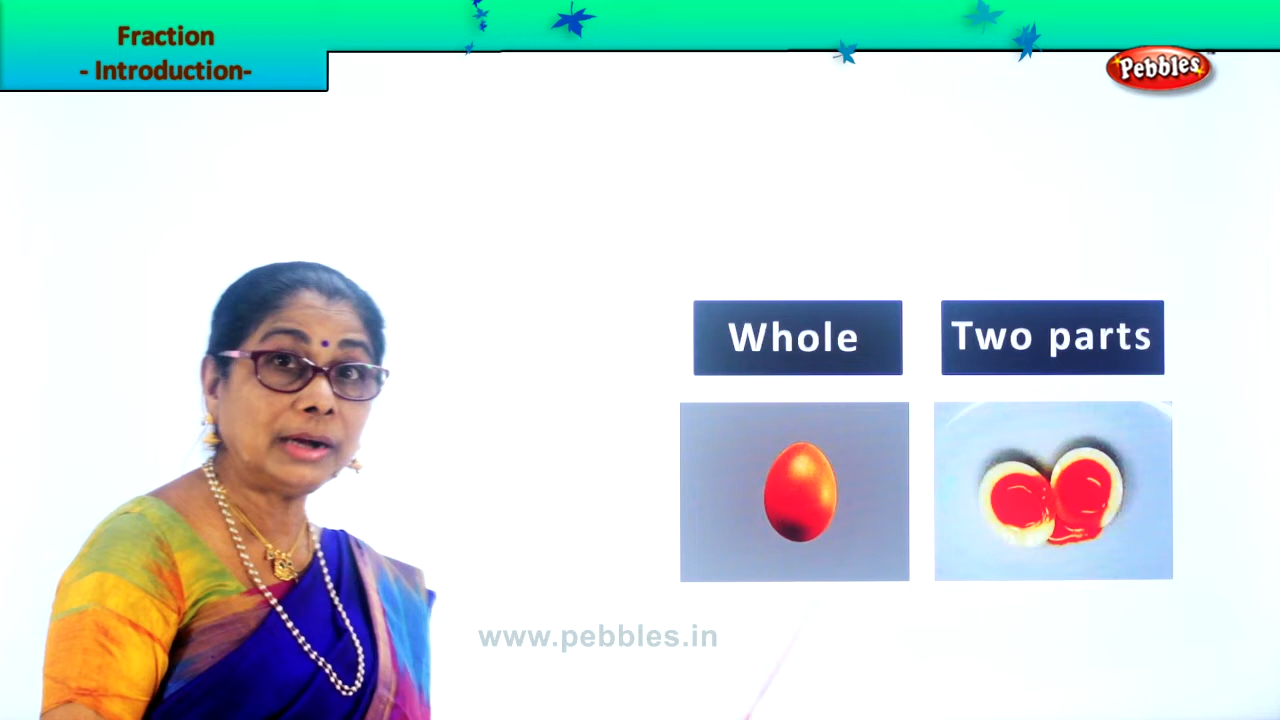 Fraction
- Introduction-
Pebbles
Whole
Two parts
www.pebbles.in